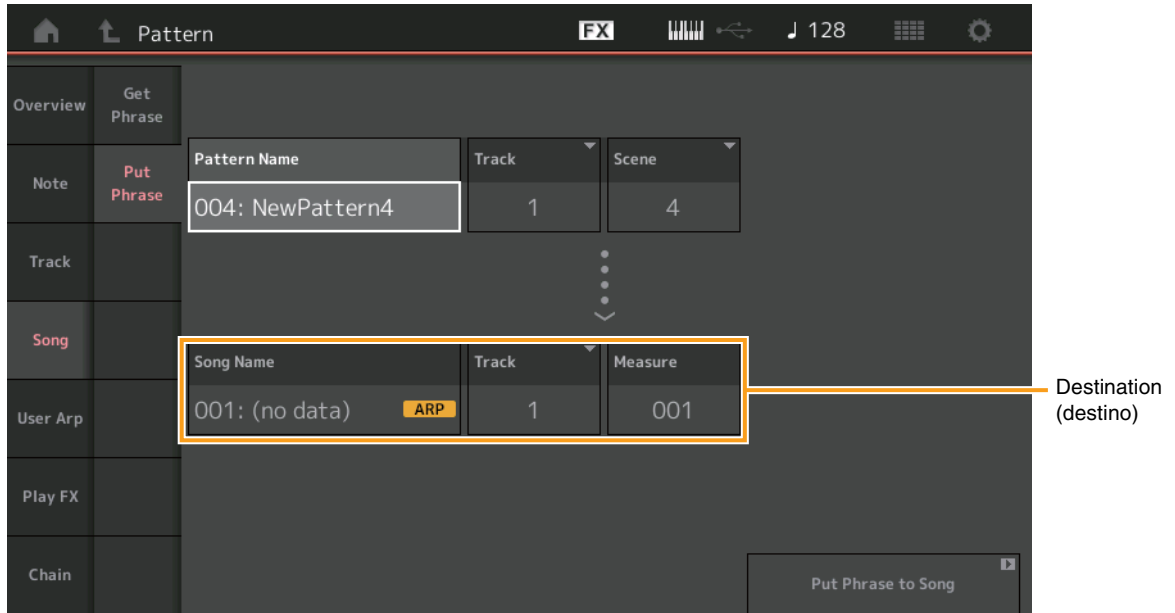 Pattern
FX
♩ 128
Overview
Get
Phrase
Note
Put
Phrase
Pattern Name
Track
Scene
004: NewPattern4
1
4
Track
Song
Song Name
Track
Measure
001: (no data)
ARP
1
001
Destination
(destino)
User Arp
Play FX
Chain
Put Phrase to Song